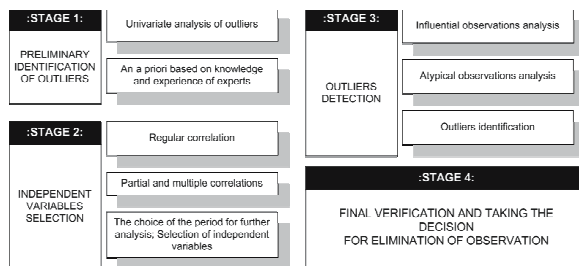 :STAGE 1:
PRELIMINARY
IDENTIFICATION
OF OUTLIERS
Univariate analysis of outliers
An a priori based on knowledge
and experience of experts
:STAGE 2:
INDEPENDENT
VARIABLES
SELECTION
Regular correlation
Partial and multiple correlations
The choice of the period for further
analysis; Selection of independent
variables
:STAGE 3:
OUTLIERS
DETECTION
Influential observations analysis
Atypical observations analysis
Outliers identification
:STAGE 4:
FINAL VERIFICATION AND TAKING THE
DECISION
FOR ELIMINATION OF OBSERVATION